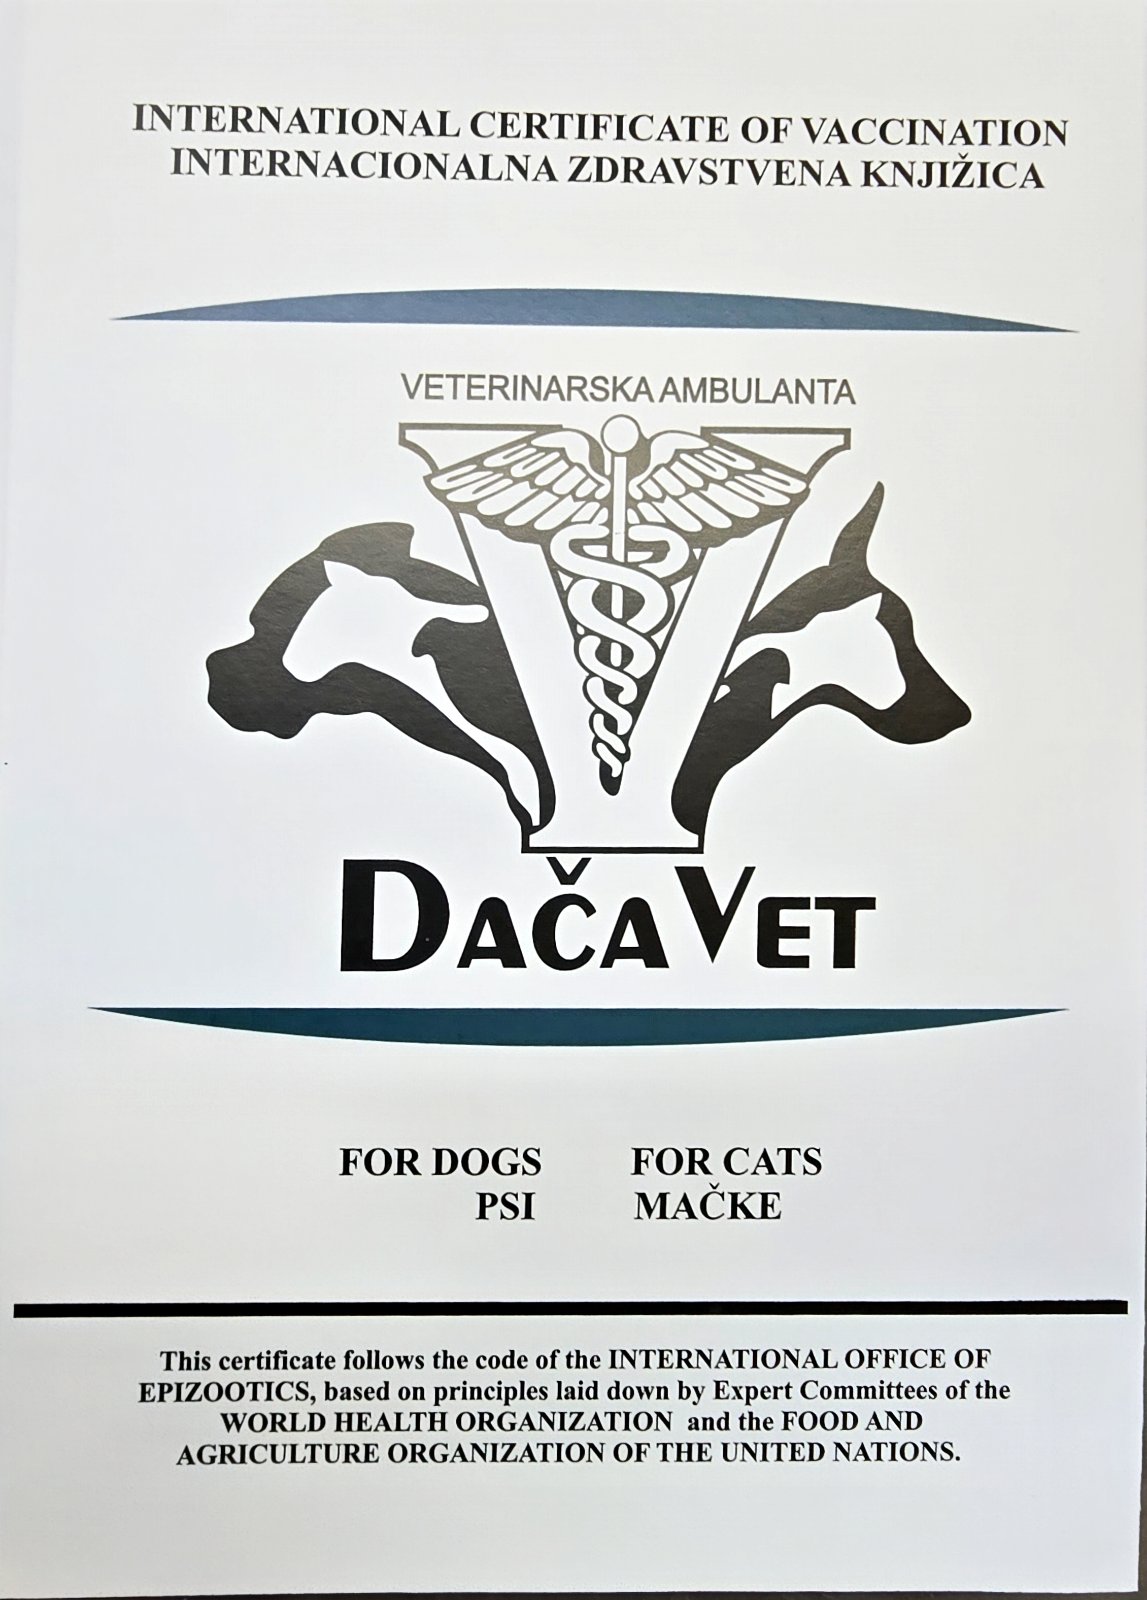 INTERNATIONAL CERTIFICATE OF VACCINATION
INTERNACIONALNA ZDRAVSTVENA KNJIŽICA
VETERINARSKA AMBULANTA
V
DAČAVET
FOR DOGS FOR CATS
PSI MAČKE
This certificate follows the code of the INTERNATIONAL OFFICE OF
EPIZOOTICS, based on principles laid down by Expert Committees of the
WORLD HEALTH ORGANIZATION and the FOOD AND
AGRICULTURE ORGANIZATION OF THE UNITED NATIONS.